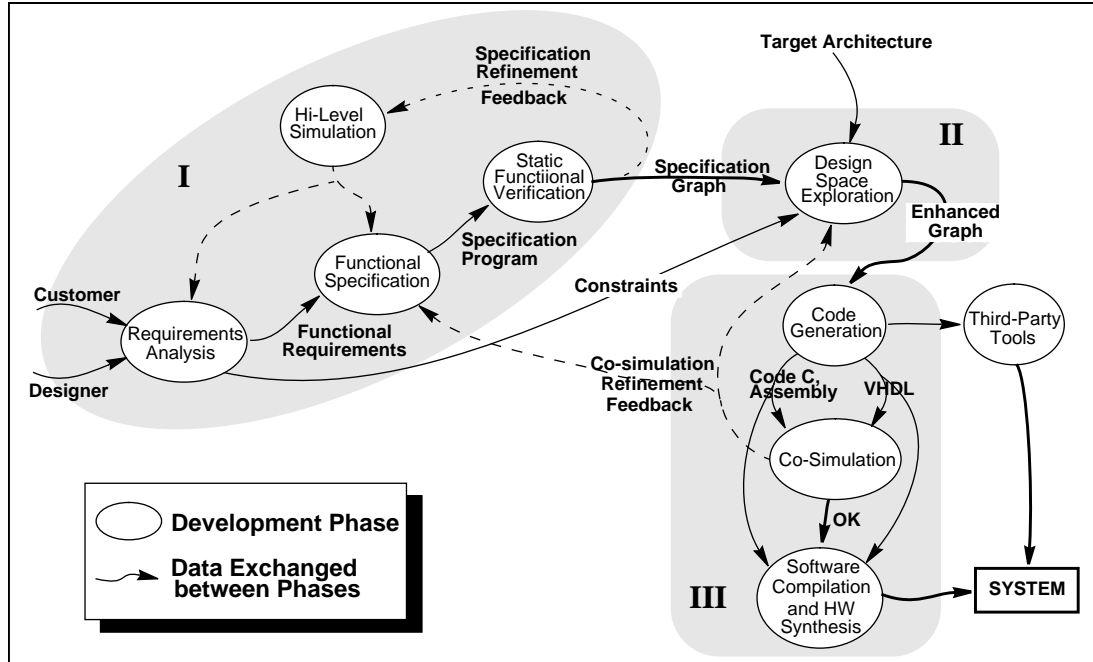 Specification
Refinement
Feedback
Target Architecture
Hi-Level
Simulation
I
II
Static
Functiional
Verification
Specification
Graph
Design
Space
Exploration
Enhanced
Graph
Functional
Specification
Specification
Program
Constraints
Customer
Designer
Requirements
Analysis
Functional
Requirements
Code
Generation
Third-Party
Tools
Co-simulation
Refinement
Feedback
Code C,
Assembly
VHDL
Co-Simulation
OK
Software
Compilation
and HW
Synthesis
III
SYSTEM
Development Phase
Data Exchanged
between Phases